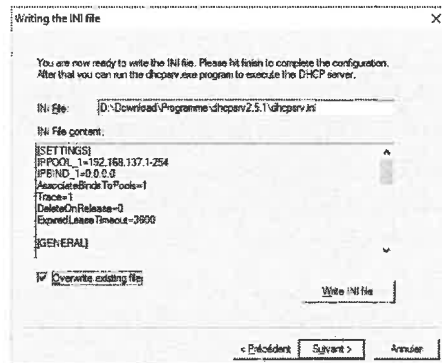 Writing the INI file
You are now ready to write the INI file. Please hit finish to complete the configuration.
After that you can run the dhcpsrv.exe program to execute the DHCP server.
INI file: D:\Download\Programme\dhcpsrv2.5.1\dhcpsrv.ini
INI File content:
[SETTINGS]
IPPOOL_1=192.168.137.1-254
IPBIND_1=0.0.0.0
AssociateBindsToPools=1
Trace=1
DeleteOnRelease=0
ExpiredLeaseTimeout=3600
[GENERAL]
Overwrite existing file
Write INI file
< Précédent Suivant > Annuler